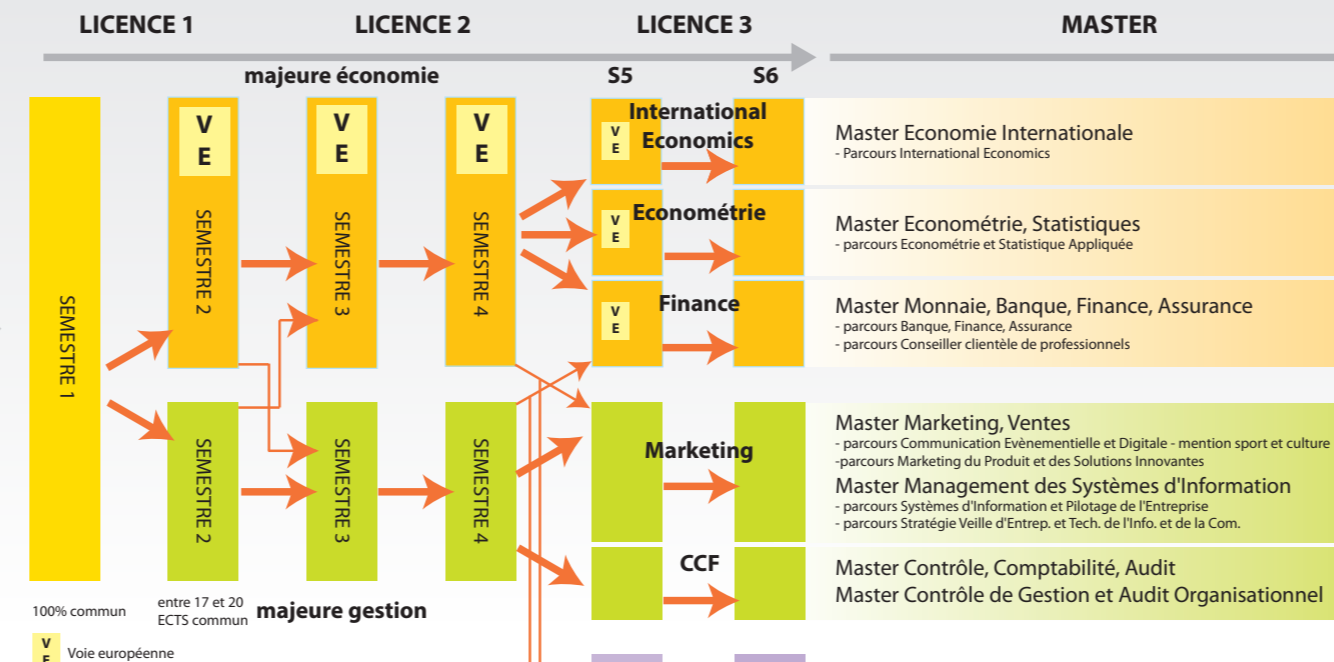 LICENCE 1
LICENCE 2
LICENCE 3
MASTER
majeure économie
S5
S6
SEMESTRE 1
V
E
SEMESTRE 2
V
E
SEMESTRE 3
V
E
SEMESTRE 4
V
E
International
Economics
Master Economie Internationale
- Parcours International Economics
V
E
Econométrie
Master Econométrie, Statistiques
- parcours Econométrie et Statistique Appliquée
V
E
Finance
Master Monnaie, Banque, Finance, Assurance
- parcours Banque, Finance, Assurance
- parcours Conseiller clientèle de professionnels
SEMESTRE 2
SEMESTRE 3
SEMESTRE 4
Marketing
Master Marketing, Ventes
- parcours Communication Evènementielle et Digitale - mention sport et culture
-parcours Marketing du Produit et des Solutions Innovantes
Master Management des Systèmes d'Information
- parcours Systèmes d'Information et Pilotage de l'Entreprise
- parcours Stratégie Veille d'Entrep. et Tech. de l'Info. et de la Com.
CCF
Master Contrôle, Comptabilité, Audit
Master Contrôle de Gestion et Audit Organisationnel
100% commun
entre 17 et 20
ECTS commun
majeure gestion
V
E
Voie européenne